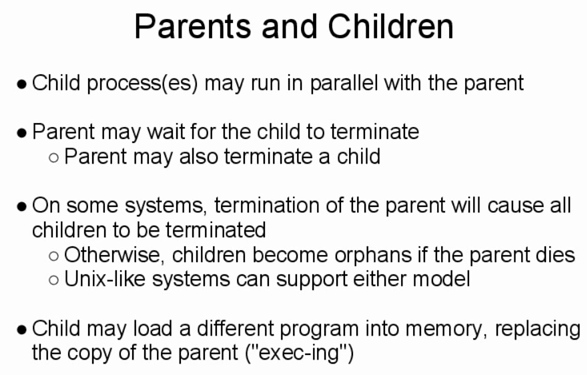 Parents and Children
● Child process(es) may run in parallel with the parent
● Parent may wait for the child to terminate
○ Parent may also terminate a child
● On some systems, termination of the parent will cause all
children to be terminated
○ Otherwise, children become orphans if the parent dies
○ Unix-like systems can support either model
● Child may load a different program into memory, replacing
the copy of the parent ("exec-ing")